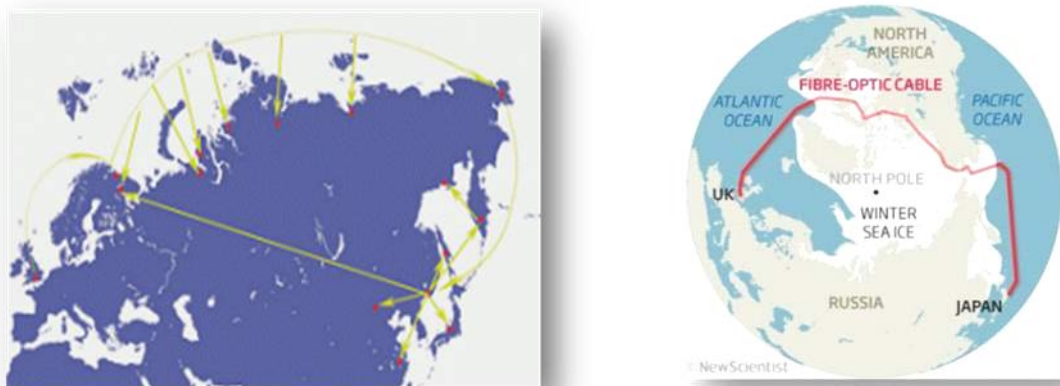 NORTH
AMERICA
FIBRE-OPTIC CABLE
ATLANTIC
OCEAN
PACIFIC
OCEAN
UK
NORTH POLE
WINTER
SEA ICE
RUSSIA
JAPAN
NewScientist